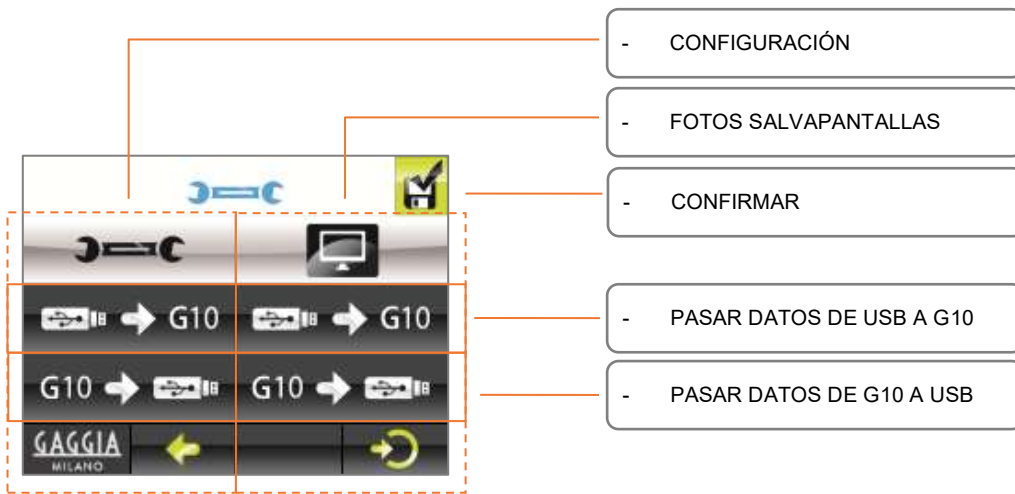 - CONFIGURACIÓN
- FOTOS SALVAPANTALLAS
- CONFIRMAR
G10 G10
- PASAR DATOS DE USB A G10
G10 G10
- PASAR DATOS DE G10 A USB
GAGGIA
MILANO